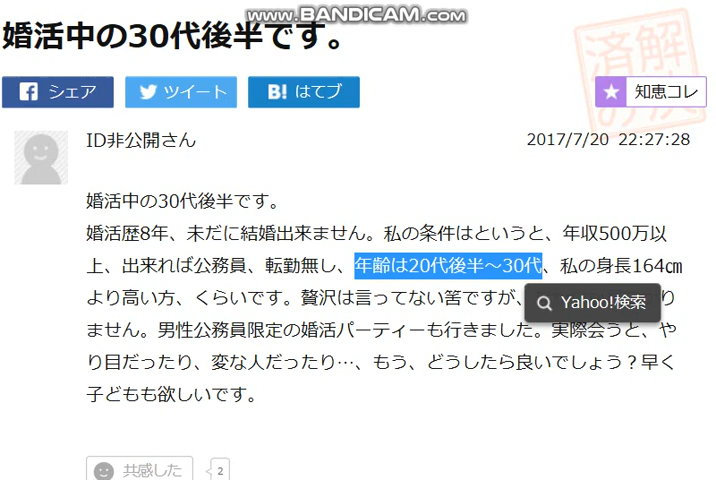 www.BANDICAM.com
婚活中の30代後半です。
解決済み
シェア
ツイート
B! はてブ
知恵コレ
ID非公開さん
2017/7/20 22:27:28
婚活中の30代後半です。
婚活歴8年、未だに結婚出来ません。私の条件はというと、年収500万以
上、出来れば公務員、転勤無し、年齢は20代後半～30代、私の身長164㎝
より高い方、くらいです。贅沢は言ってない筈ですが、
り
Yahoo!検索
ません。男性公務員限定の婚活パーティーも行きました。実際会うと、や
り目だったり、変な人だったり…、もう、どうしたら良いでしょう？早く
子どもも欲しいです。
共感した
2